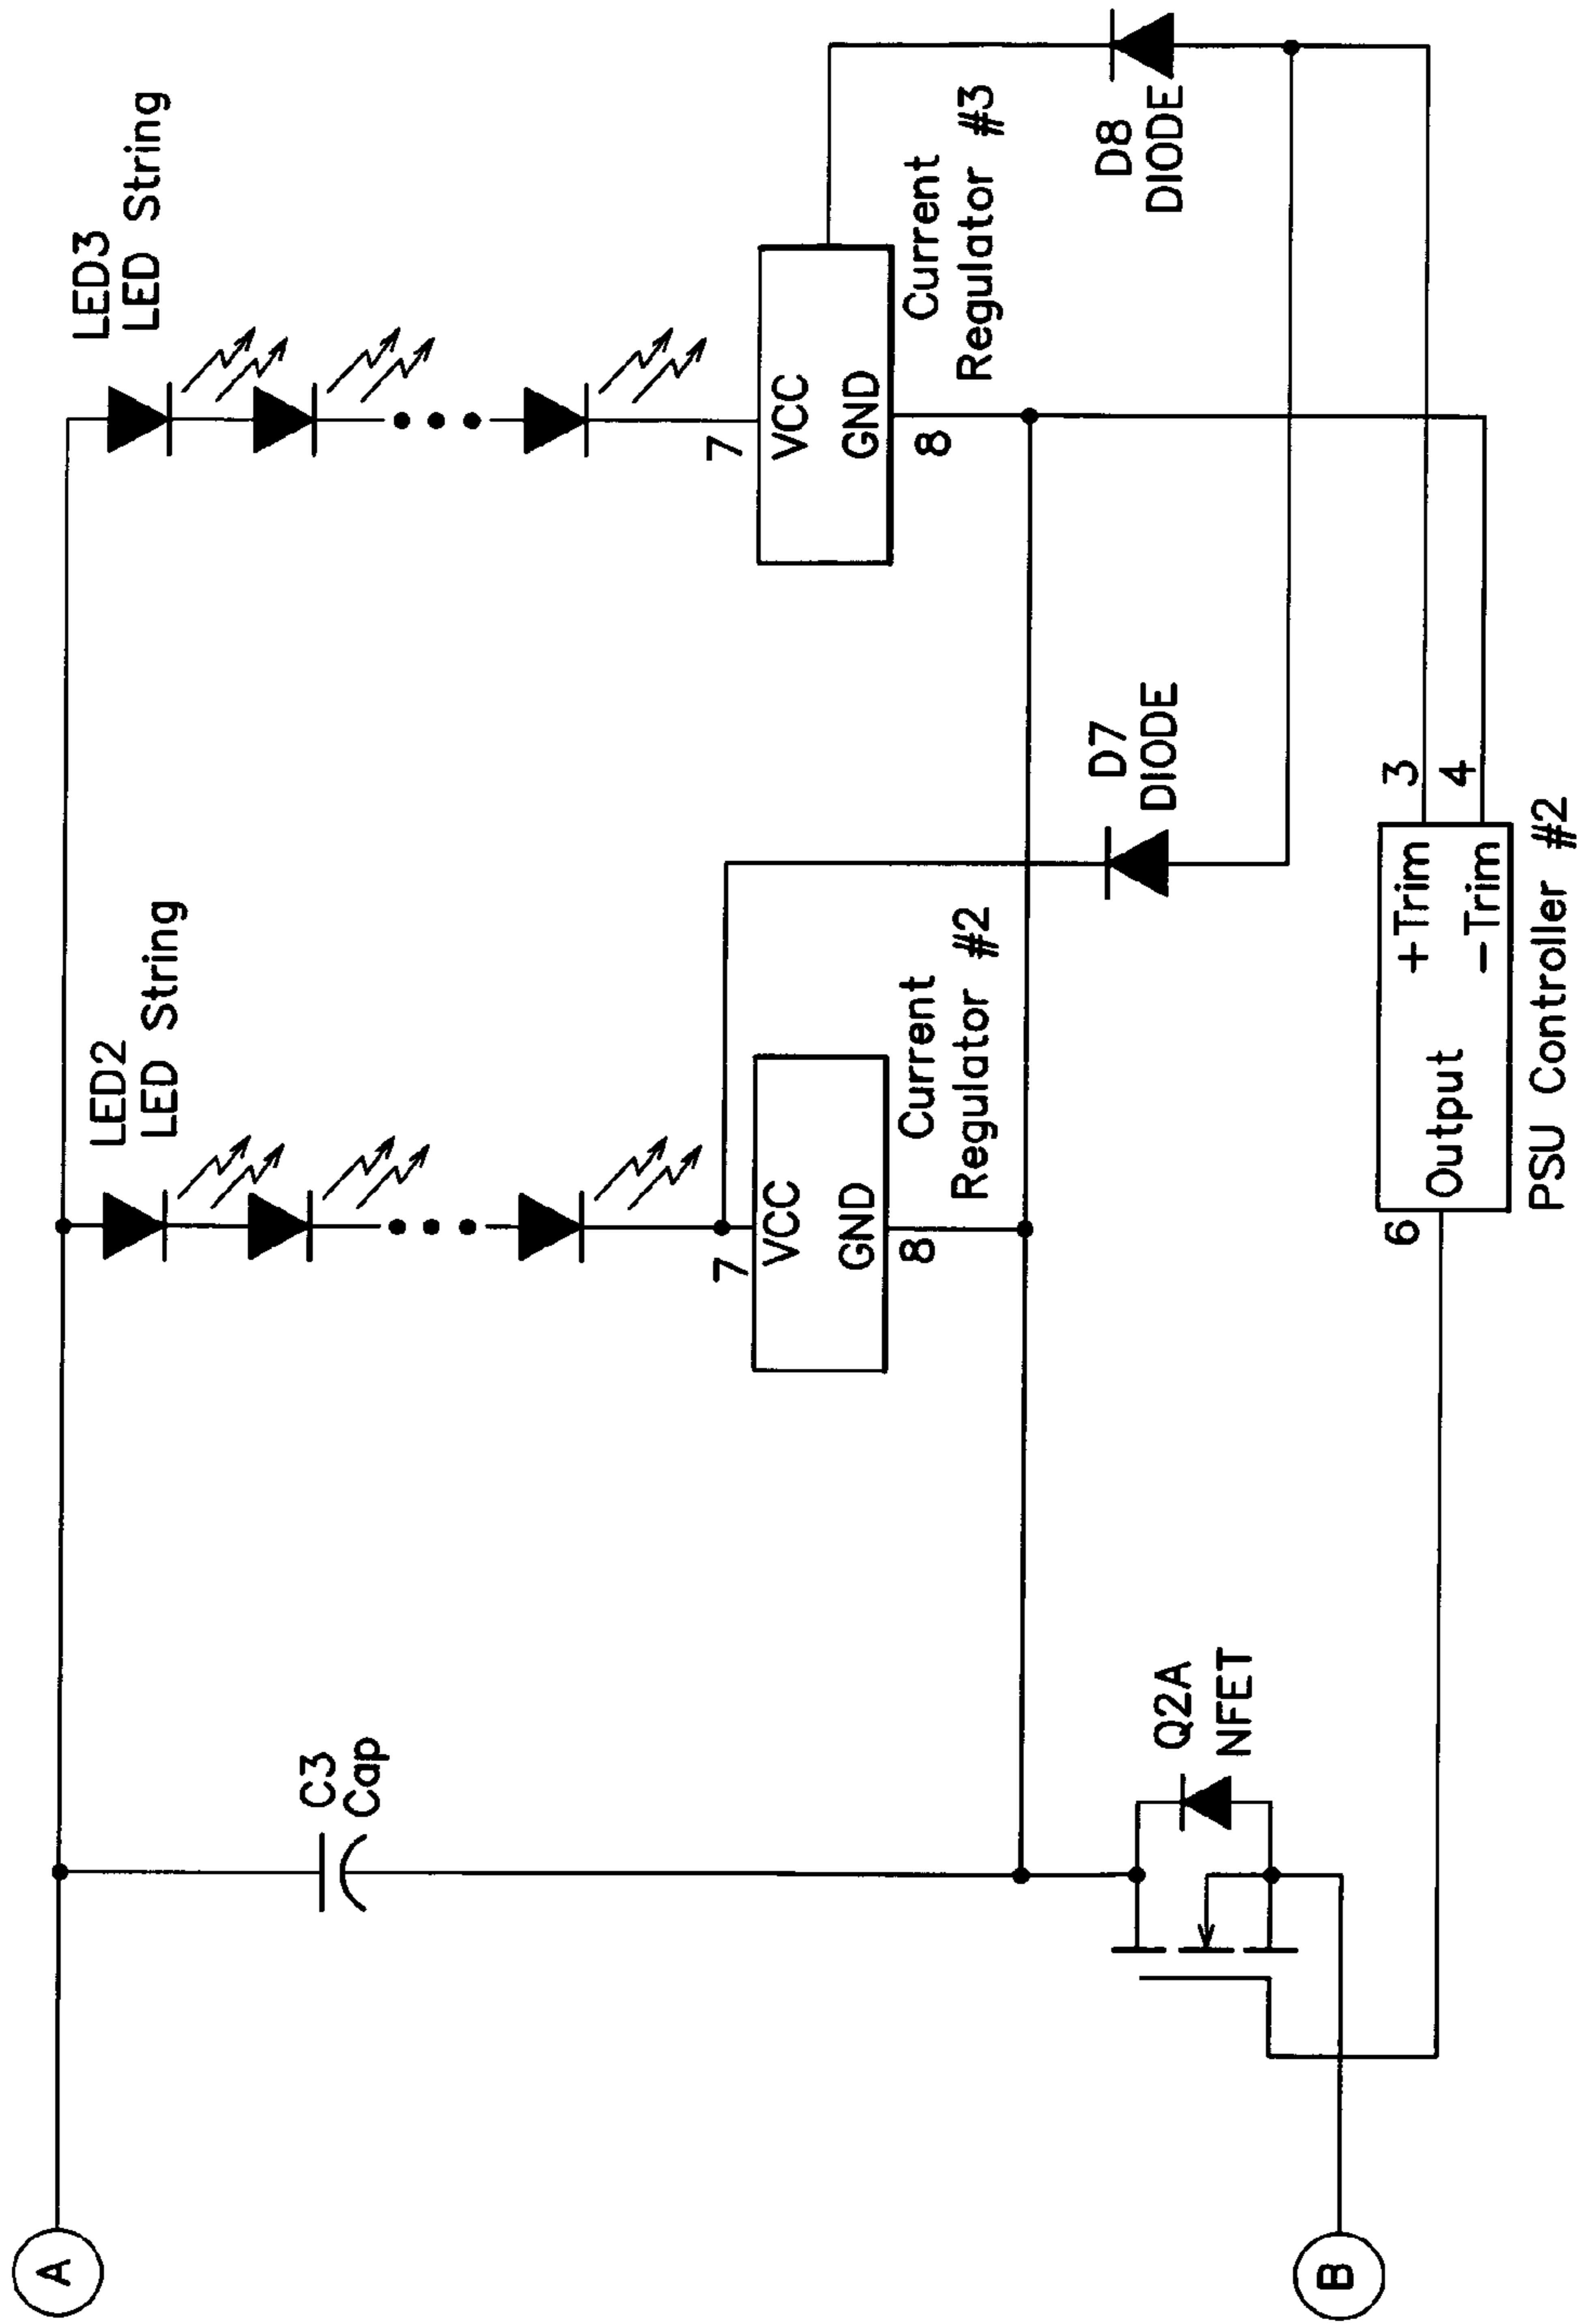 A
C3
Cap
LED2
LED String
LED3
LED String
7
VCC
GND
8
Current
Regulator #2
7
VCC
GND
8
Current
Regulator #3
D7
DIODE
D8
DIODE
Q2A
NFET
B
6
Output
+Trim
-Trim
3
4
PSU Controller #2